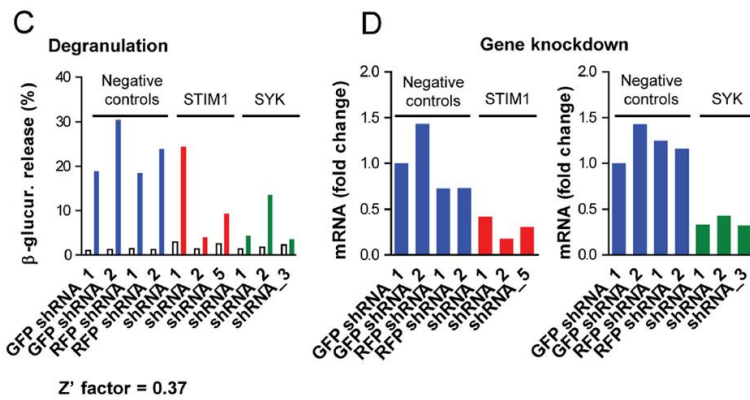 C
Degranulation
β-glucur. release (%)
40
30
20
10
0
Negative
controls
STIM1
SYK
GFP shRNA_1
GFP shRNA_2
RFP shRNA_1
RFP shRNA_2
shRNA_1
shRNA_2
shRNA_5
shRNA_1
shRNA_2
shRNA_3
Z' factor = 0.37
D
Gene knockdown
mRNA (fold change)
2.0
1.5
1.0
0.5
0.0
Negative
controls
STIM1
GFP shRNA_1
GFP shRNA_2
RFP shRNA_1
RFP shRNA_2
shRNA_1
shRNA_2
shRNA_5
mRNA (fold change)
2.0
1.5
1.0
0.5
0.0
Negative
controls
SYK
GFP shRNA_1
GFP shRNA_2
RFP shRNA_1
RFP shRNA_2
shRNA_1
shRNA_2
shRNA_3